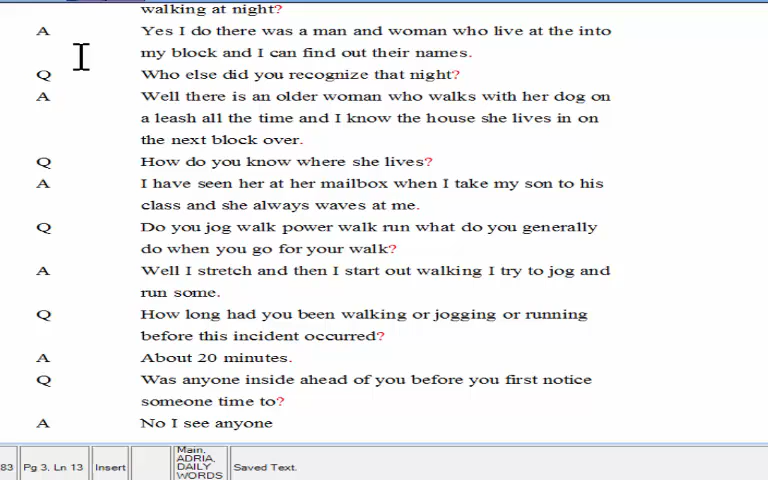 walking at night?
A Yes I do there was a man and woman who live at the into
my block and I can find out their names.
Q Who else did you recognize that night?
A Well there is an older woman who walks with her dog on
a leash all the time and I know the house she lives in on
the next block over.
Q How do you know where she lives?
A I have seen her at her mailbox when I take my son to his
class and she always waves at me.
Q Do you jog walk power walk run what do you generally
do when you go for your walk?
A Well I stretch and then I start out walking I try to jog and
run some.
Q How long had you been walking or jogging or running
before this incident occurred?
A About 20 minutes.
Q Was anyone inside ahead of you before you first notice
someone time to?
A No I see anyone
83 Pg 3. Ln 13 Insert Main, ADRIA, DAILY WORDS Saved Text.